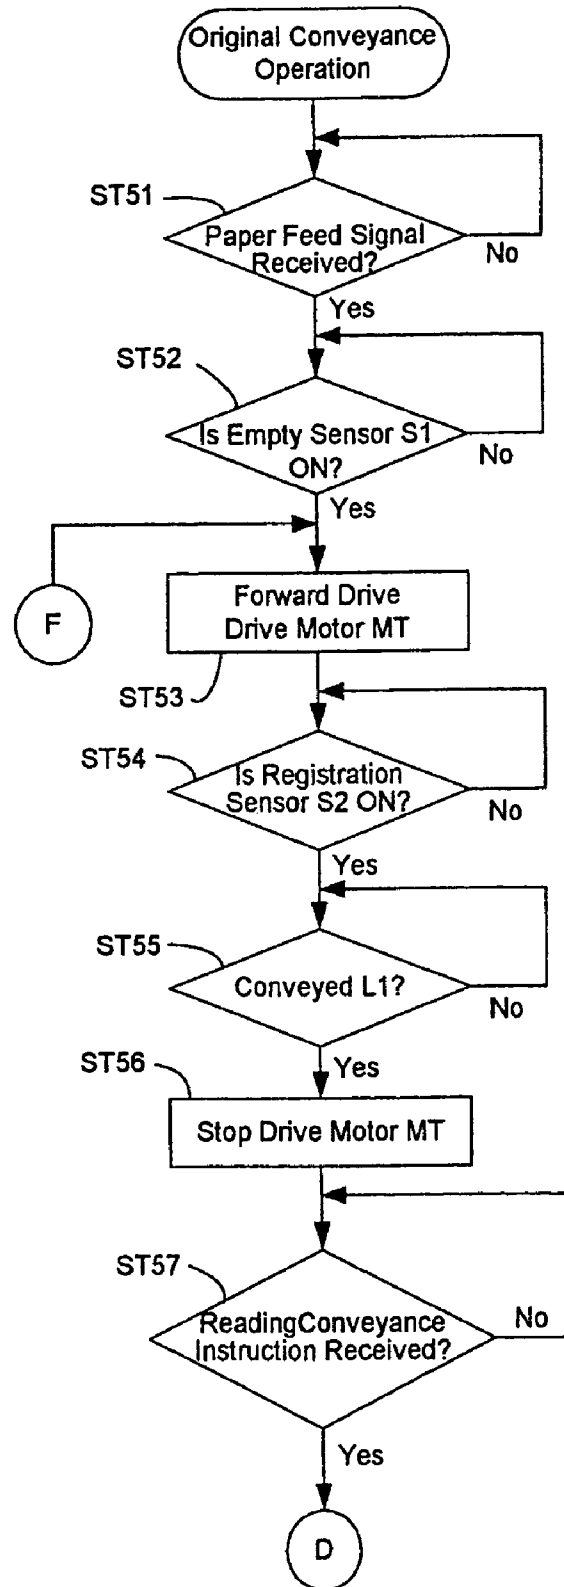 Original Conveyance
Operation
ST51
Paper Feed Signal
Received?
No
Yes
ST52
Is Empty Sensor S1
ON?
No
Yes
F
Forward Drive
Drive Motor MT
ST53
ST54
Is Registration
Sensor S2 ON?
No
Yes
ST55
Conveyed L1?
No
Yes
ST56
Stop Drive Motor MT
ST57
ReadingConveyance
Instruction Received?
No
Yes
D